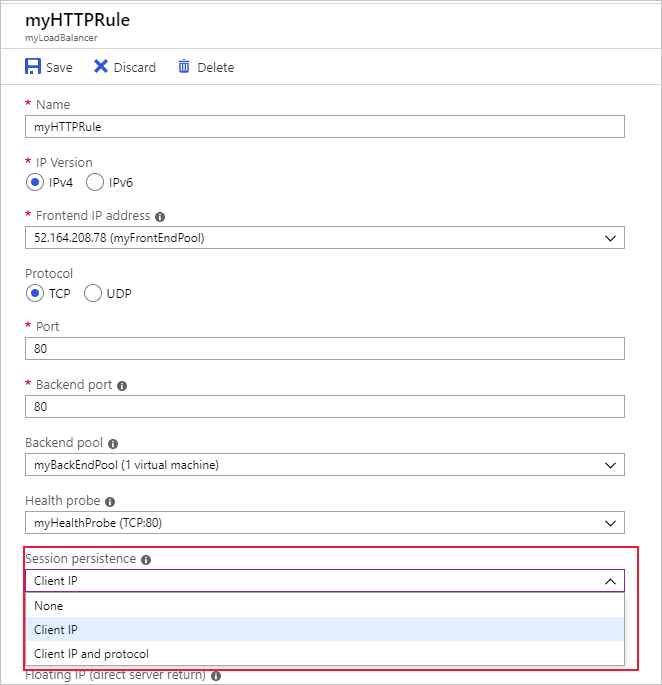 myHTTPRule
myLoadBalancer
Save Discard Delete
* Name
myHTTPRule
* IP Version
IPv4 IPv6
* Frontend IP address
52.164.208.78 (myFrontEndPool)
Protocol
TCP UDP
* Port
80
* Backend port
80
Backend pool
myBackEndPool (1 virtual machine)
Health probe
myHealthProbe (TCP:80)
Session persistence
Client IP
None
Client IP
Client IP and protocol
Floating IP (direct server return)